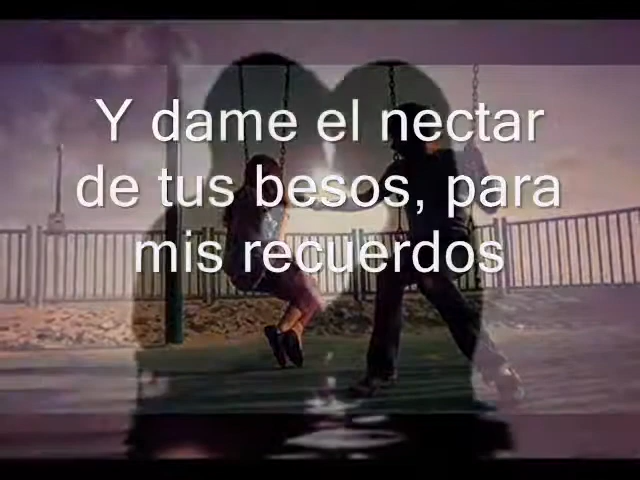 Y dame el nectar
de tus besos, para
mis recuerdos